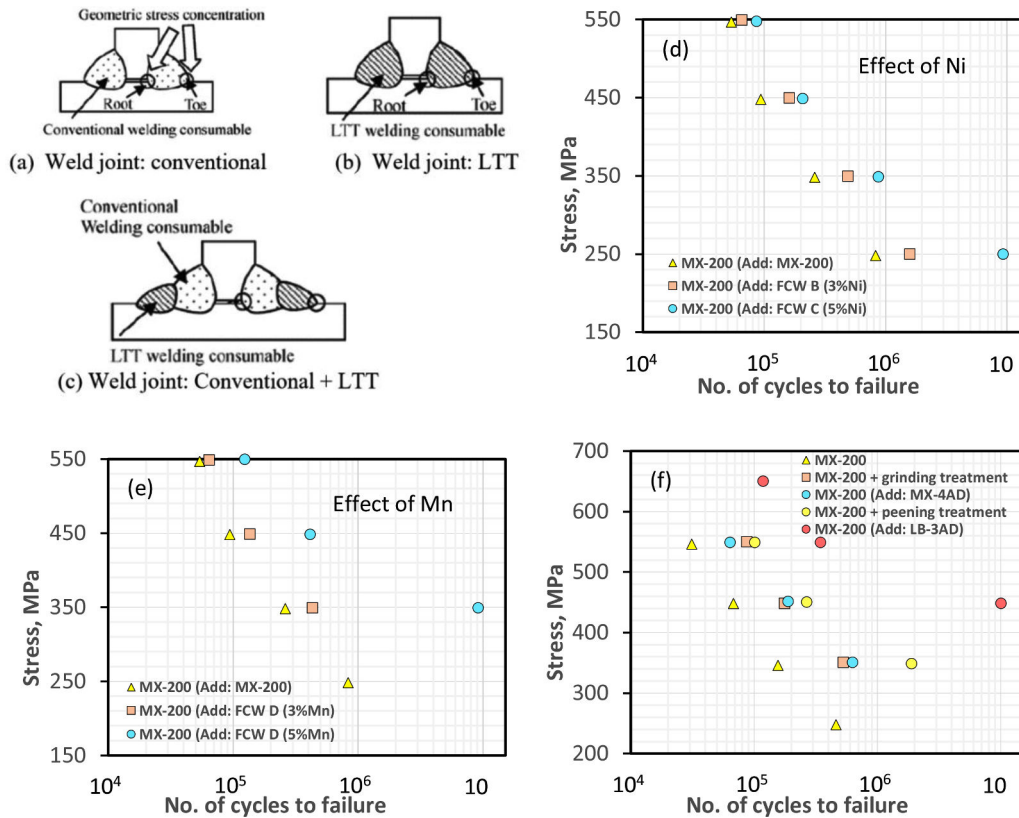 Geometric stress concentration
Root
Toe
Conventional welding consumable
(a) Weld joint: conventional
Root
Toe
LTT welding consumable
(b) Weld joint: LTT
Conventional
Welding consumable
LTT welding consumable
(c) Weld joint: Conventional + LTT
(d)
Effect of Ni
550
450
350
250
150
Stress, MPa
MX-200 (Add: MX-200)
MX-200 (Add: FCW B (3%Ni)
MX-200 (Add: FCW C (5%Ni)
10⁴
10⁵
10⁶
10
No. of cycles to failure
(e)
Effect of Mn
550
450
350
250
150
Stress, MPa
MX-200 (Add: MX-200)
MX-200 (Add: FCW D (3%Mn)
MX-200 (Add: FCW D (5%Mn)
10⁴
10⁵
10⁶
10
No. of cycles to failure
(f)
700
600
500
400
300
200
Stress, MPa
MX-200
MX-200 + grinding treatment
MX-200 (Add: MX-4AD)
MX-200 + peening treatment
MX-200 (Add: LB-3AD)
10⁴
10⁵
10⁶
10
No. of cycles to failure